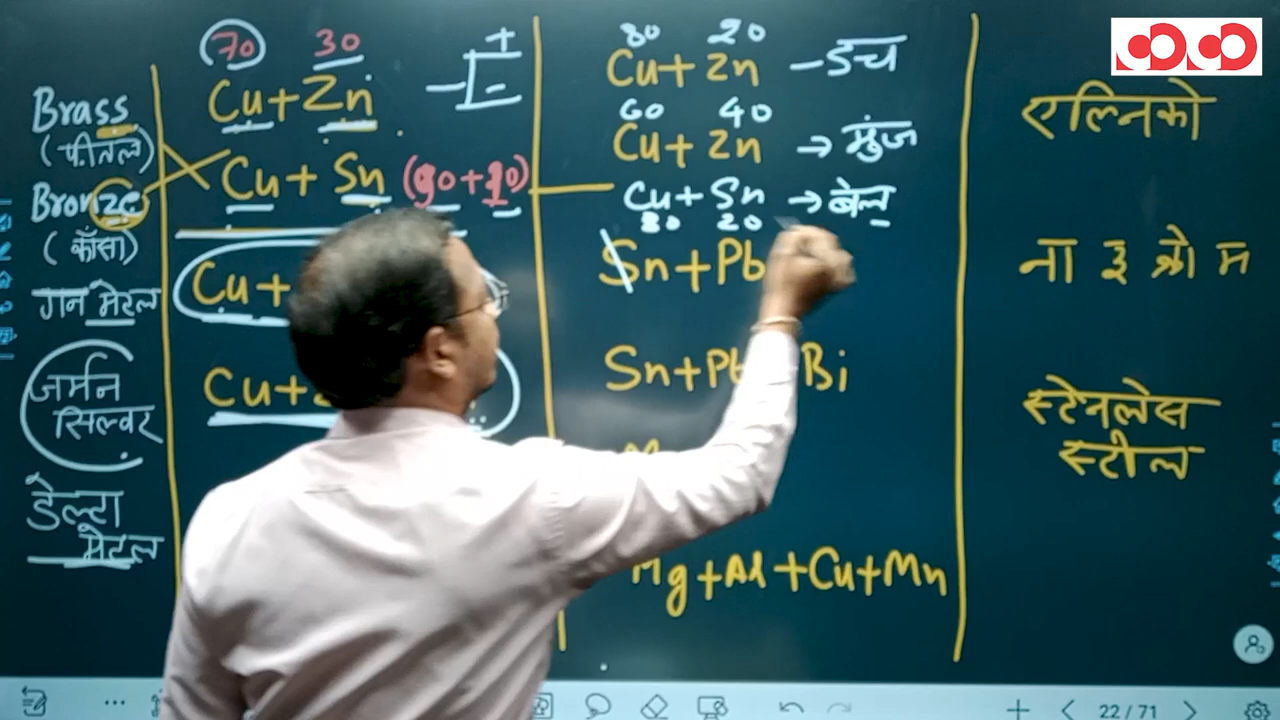 70 30
Cu+Zn
Brass
(पीतल)
Cu+Sn (90+10)
Bronze
(काँसा)
Cu+
गन मेटल
जर्मन
सिल्वर
Cu+
डेल्टा
मेटल
80 20
Cu+Zn – डच
60 40
Cu+Zn → मुंज
Cu+Sn → बेल
80 20
Sn+Pb
Sn+Pb Bi
Mg+Al+Cu+Mn
एल्निको
ना इ क्रो म
स्टेनलेस
स्टील
22/71